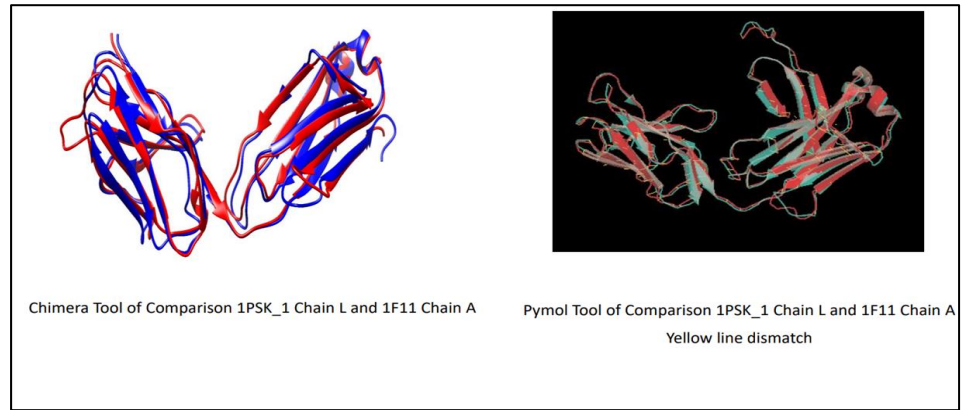 Chimera Tool of Comparison 1PSK_1 Chain L and 1F11 Chain A
Pymol Tool of Comparison 1PSK_1 Chain L and 1F11 Chain A
Yellow line dismatch